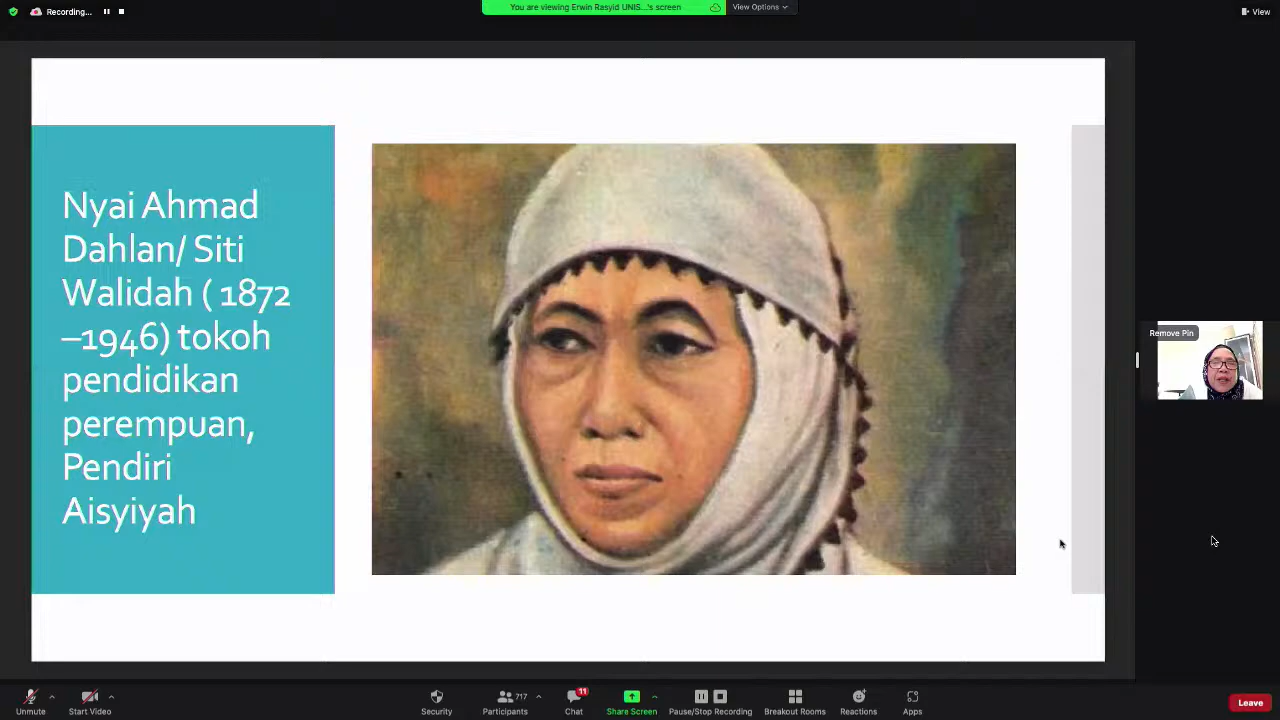 Recording...
You are viewing Erwin Rasyid UNIS...'s screen
View Options
View
Nyai Ahmad
Dahlan/ Siti
Walidah ( 1872
–1946) tokoh
pendidikan
perempuan,
Pendiri
Aisyiyah
Remove Pin
Unmute
Start Video
Security
717
Participants
11
Chat
Share Screen
Pause/Stop Recording
Breakout Rooms
Reactions
Apps
Leave